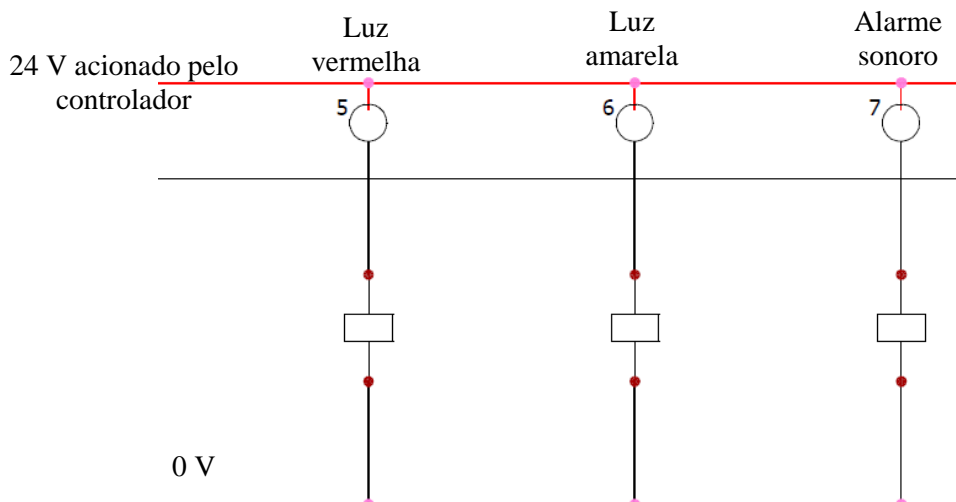 24 V acionado pelo
controlador
Luz
vermelha
Luz
amarela
Alarme
sonoro
5
6
7
0 V